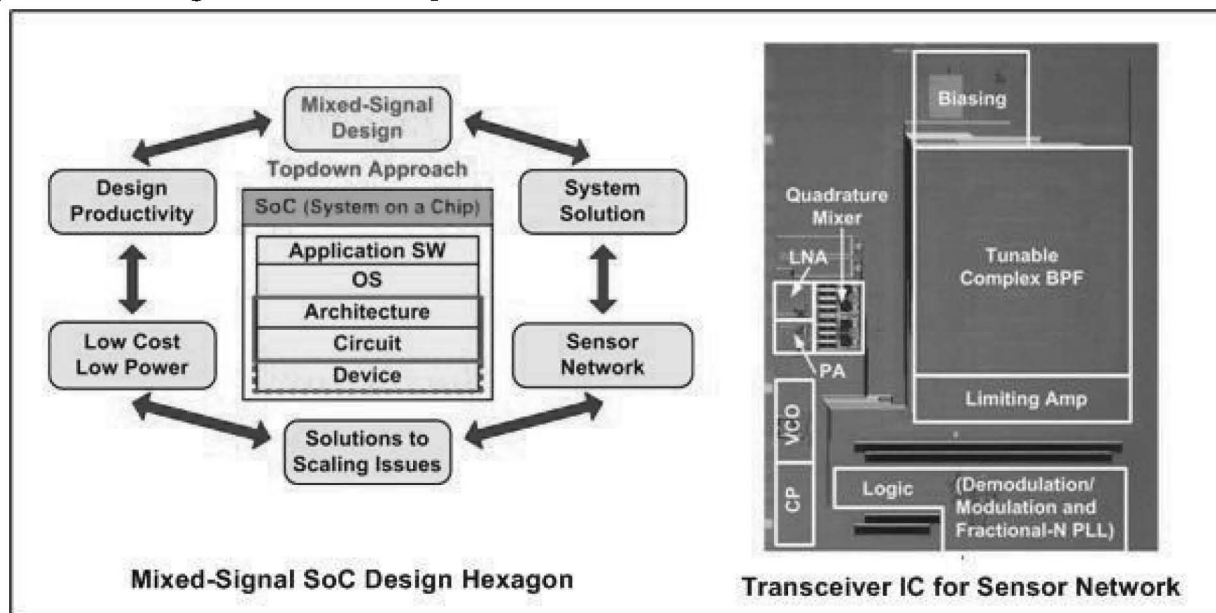 Mixed-Signal
Design
Topdown Approach
Design
Productivity
System
Solution
SoC (System on a Chip)
Application SW
OS
Architecture
Circuit
Device
Low Cost
Low Power
Sensor
Network
Solutions to
Scaling Issues
Mixed-Signal SoC Design Hexagon
Biasing
Quadrature
Mixer
LNA
Tunable
Complex BPF
PA
Limiting Amp
VCO
CP
Logic
(Demodulation/
Modulation and
Fractional-N PLL)
Transceiver IC for Sensor Network